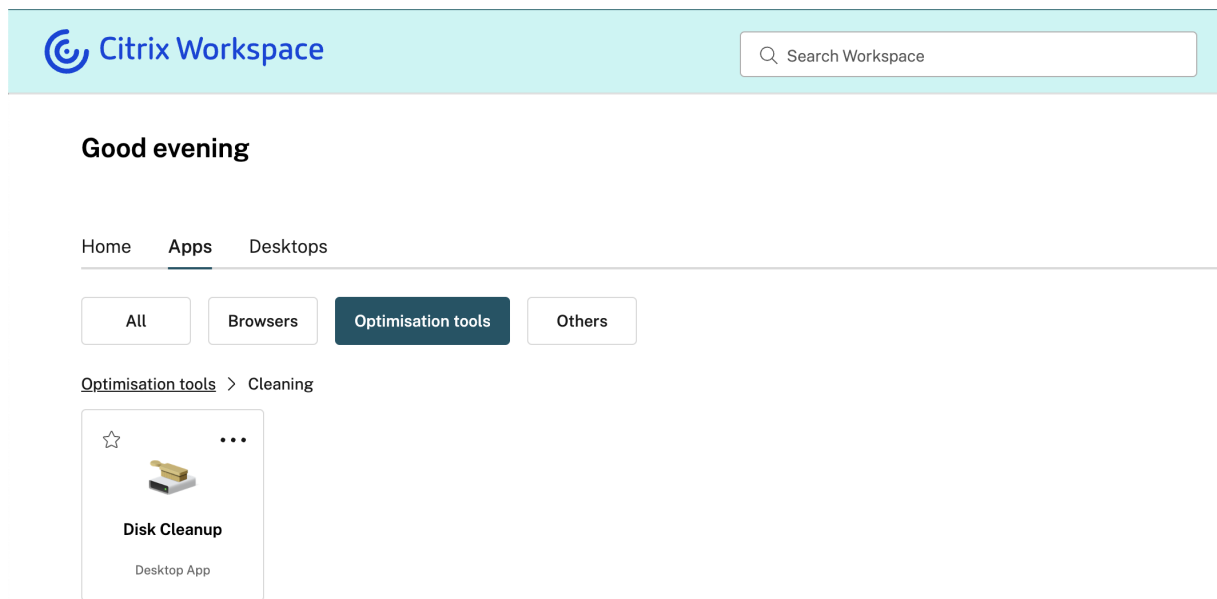 Citrix Workspace
Search Workspace
Good evening
Home Apps Desktops
All Browsers Optimisation tools Others
Optimisation tools > Cleaning
Disk Cleanup
Desktop App